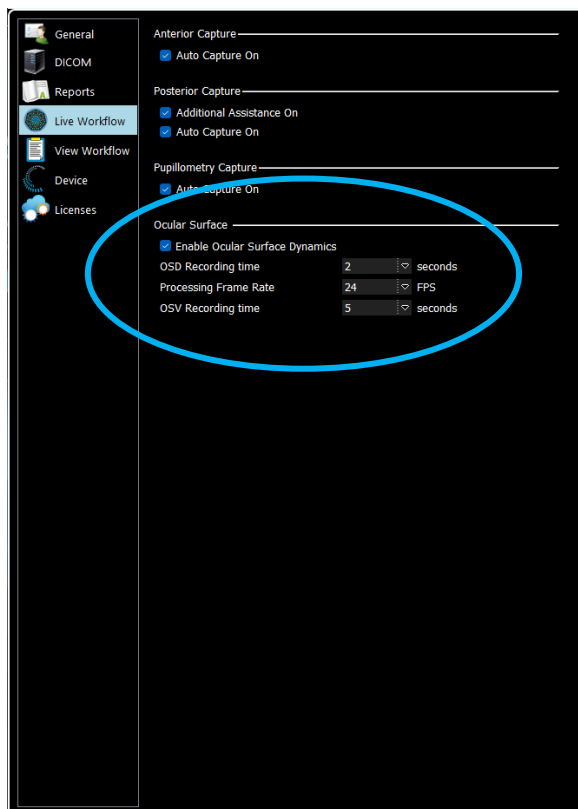 General
DICOM
Reports
Live Workflow
View Workflow
Device
Licenses
Anterior Capture
Auto Capture On
Posterior Capture
Additional Assistance On
Auto Capture On
Pupillometry Capture
Auto Capture On
Ocular Surface
Enable Ocular Surface Dynamics
OSD Recording time 2 seconds
Processing Frame Rate 24 FPS
OSV Recording time 5 seconds